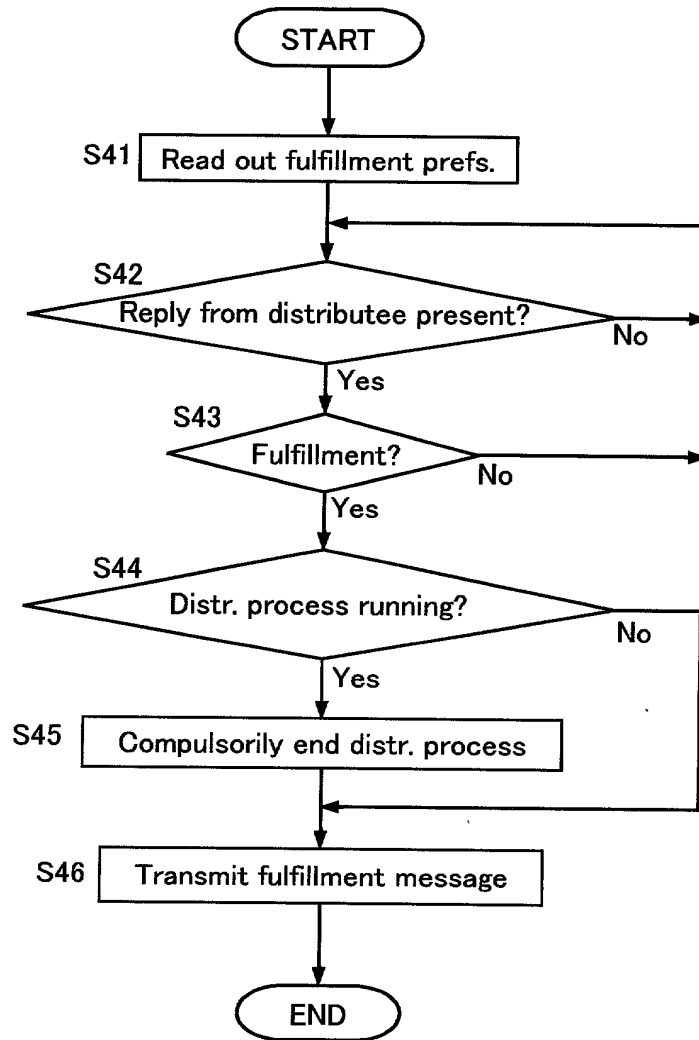 START
S41
Read out fulfillment prefs.
S42
Reply from distributee present?
No
Yes
S43
Fulfillment?
No
Yes
S44
Distr. process running?
No
Yes
S45
Compulsorily end distr. process
S46
Transmit fulfillment message
END